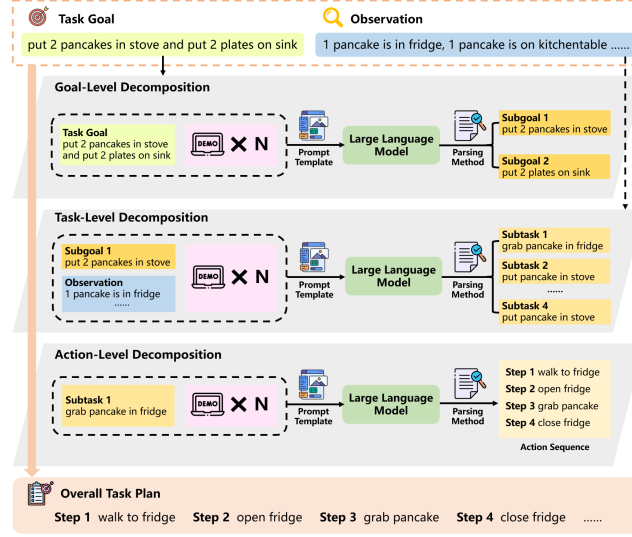 Task Goal
Observation
put 2 pancakes in stove and put 2 plates on sink
1 pancake is in fridge, 1 pancake is on kitchentable ......
Goal-Level Decomposition
Task Goal
put 2 pancakes in stove
and put 2 plates on sink
DEMO × N
Prompt
Template
Large Language
Model
Parsing
Method
Subgoal 1
put 2 pancakes in stove
Subgoal 2
put 2 plates on sink
Task-Level Decomposition
Subgoal 1
put 2 pancakes in stove
Observation
1 pancake is in fridge
......
DEMO × N
Prompt
Template
Large Language
Model
Parsing
Method
Subtask 1
grab pancake in fridge
Subtask 2
put pancake in stove
......
Subtask 4
put pancake in stove
Action-Level Decomposition
Subtask 1
grab pancake in fridge
DEMO × N
Prompt
Template
Large Language
Model
Parsing
Method
Step 1 walk to fridge
Step 2 open fridge
Step 3 grab pancake
Step 4 close fridge
Action Sequence
Overall Task Plan
Step 1 walk to fridge Step 2 open fridge Step 3 grab pancake Step 4 close fridge ......